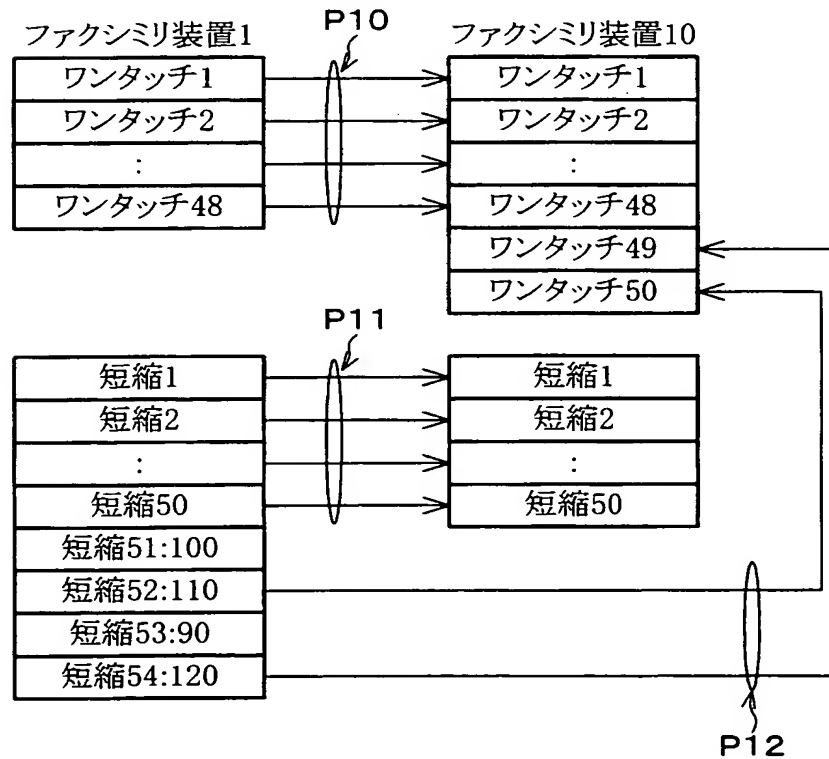 P10
ファクシミリ装置1
ファクシミリ装置10
ワンタッチ1
ワンタッチ2
:
ワンタッチ48
ワンタッチ1
ワンタッチ2
:
ワンタッチ48
ワンタッチ49
ワンタッチ50
P11
短縮1
短縮2
:
短縮50
短縮51:100
短縮52:110
短縮53:90
短縮54:120
短縮1
短縮2
:
短縮50
P12